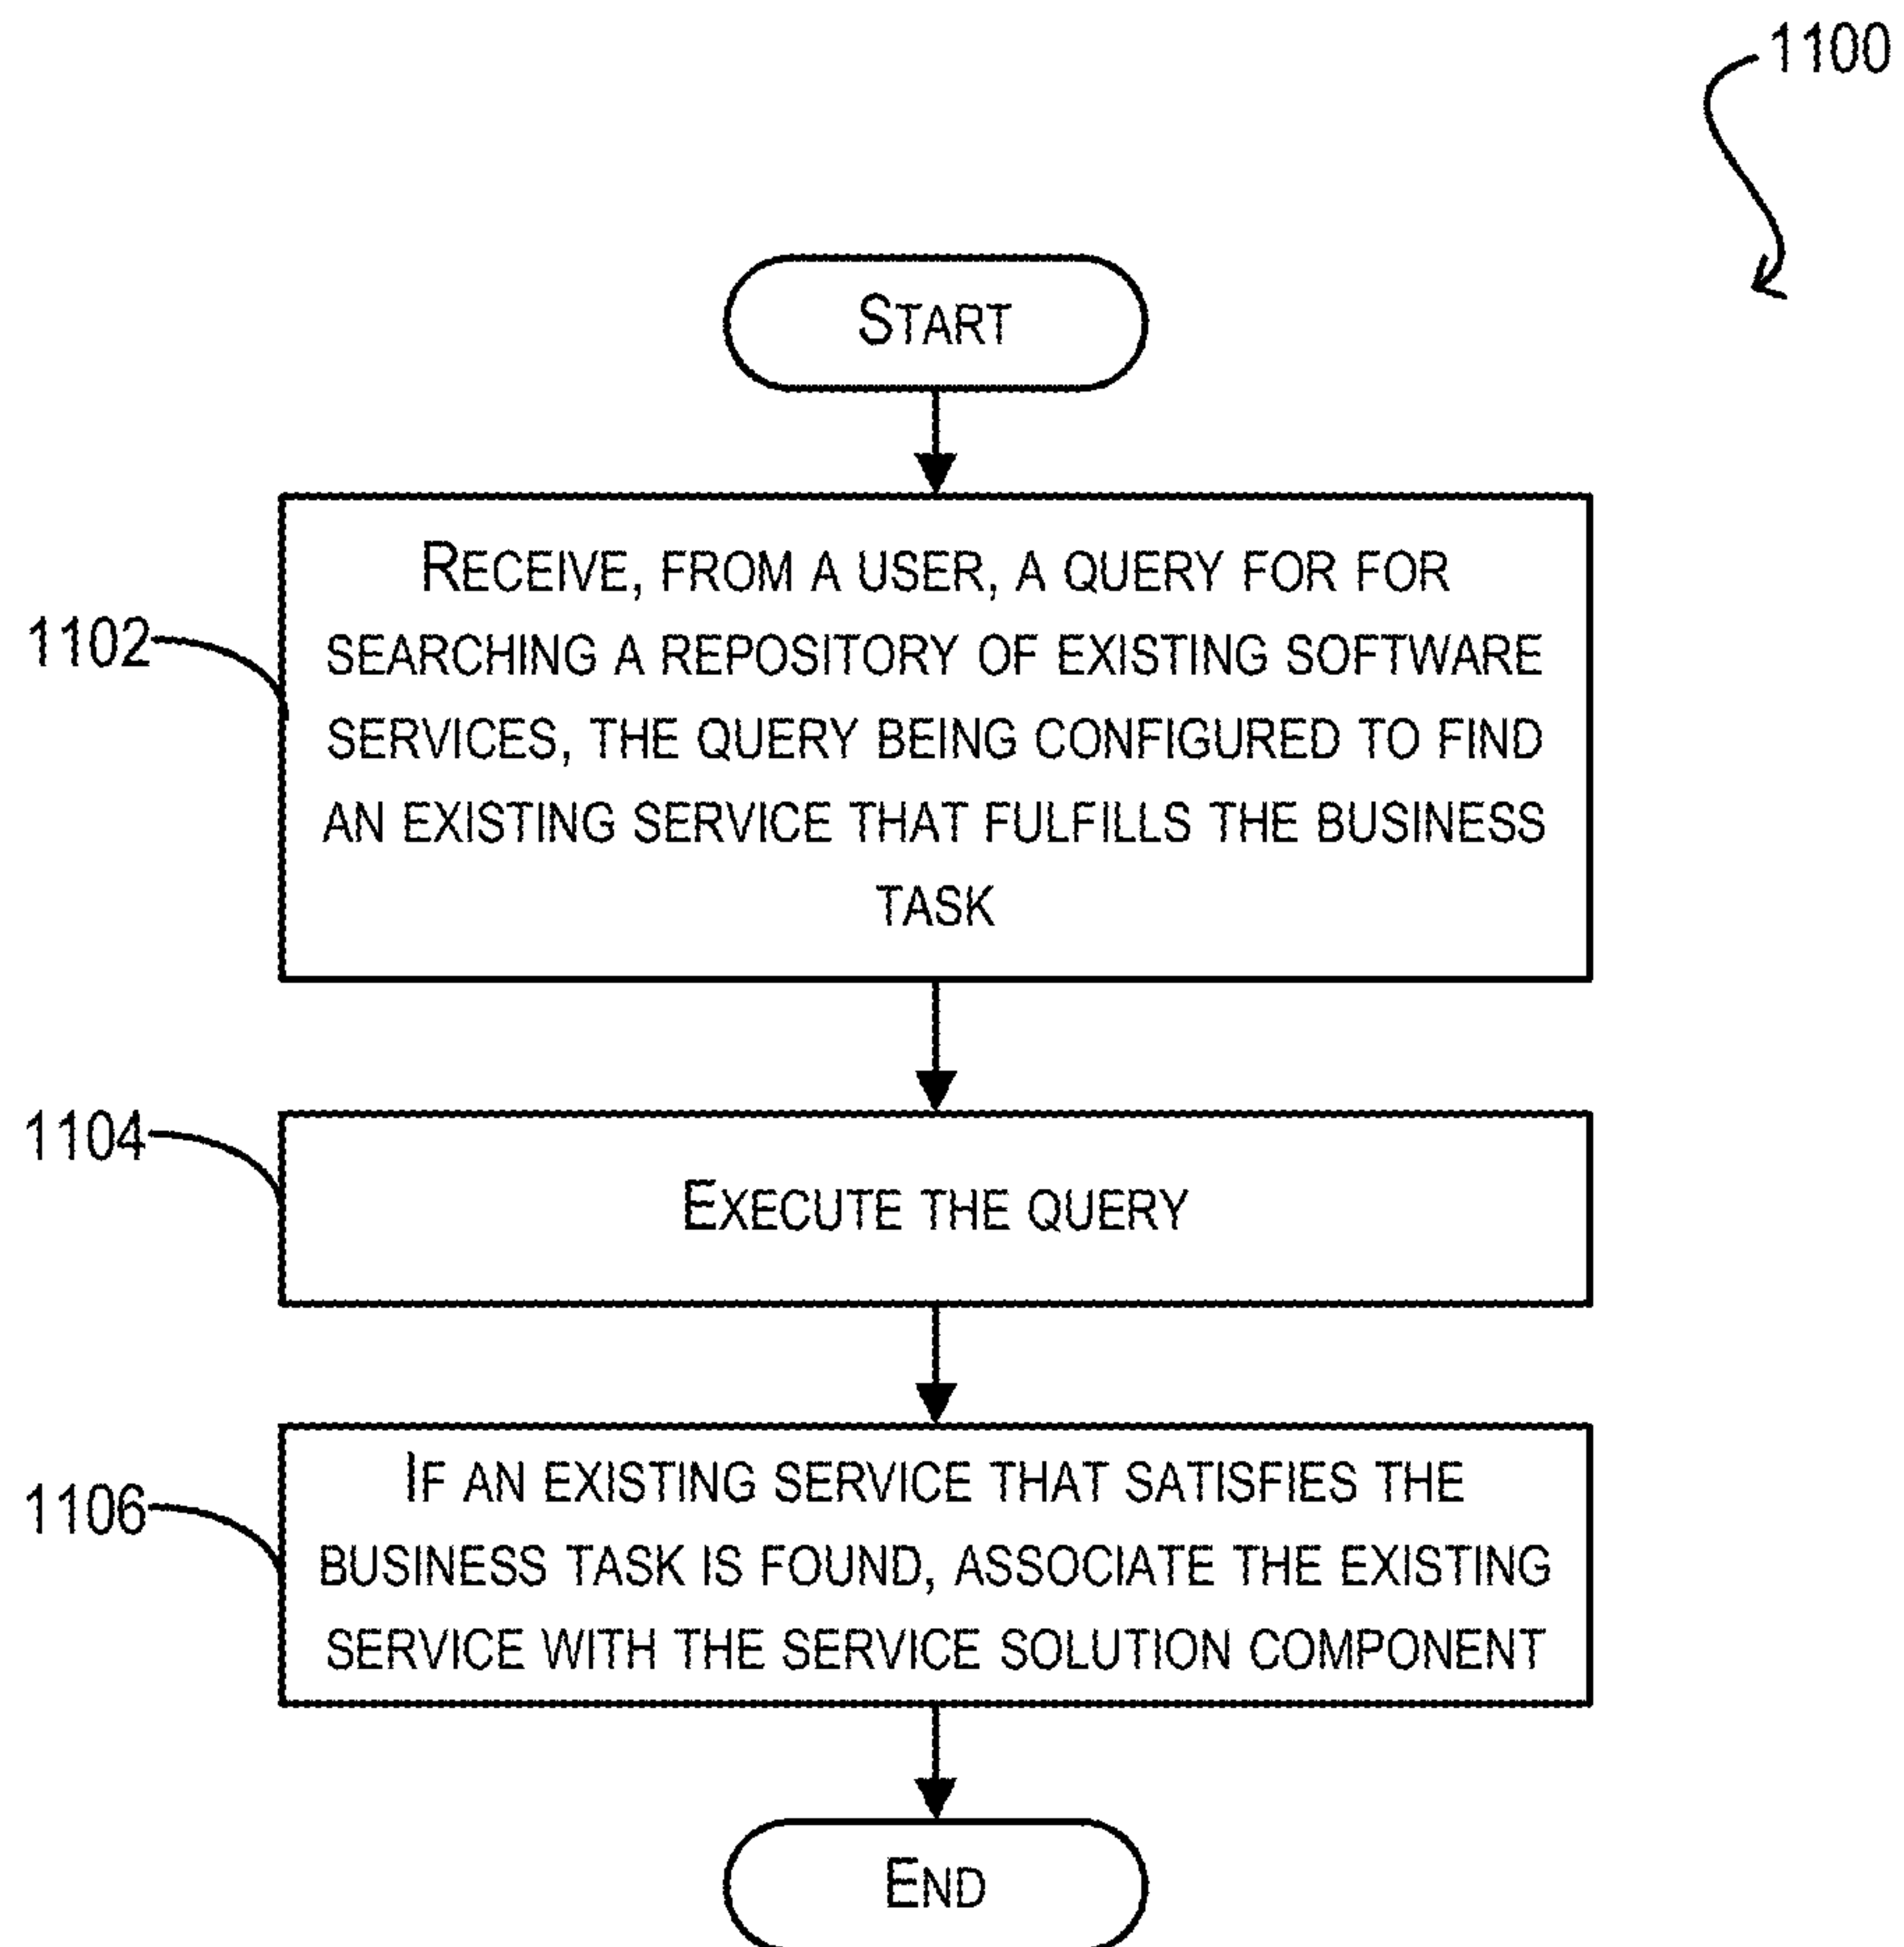 1100
START
1102
RECEIVE, FROM A USER, A QUERY FOR FOR
SEARCHING A REPOSITORY OF EXISTING SOFTWARE
SERVICES, THE QUERY BEING CONFIGURED TO FIND
AN EXISTING SERVICE THAT FULFILLS THE BUSINESS
TASK
1104
EXECUTE THE QUERY
1106
IF AN EXISTING SERVICE THAT SATISFIES THE
BUSINESS TASK IS FOUND, ASSOCIATE THE EXISTING
SERVICE WITH THE SERVICE SOLUTION COMPONENT
END